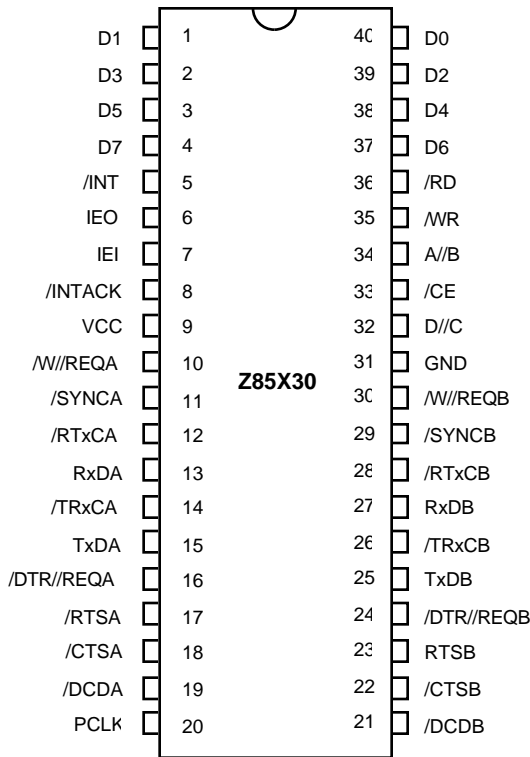 D1 1 40 D0
D3 2 39 D2
D5 3 38 D4
D7 4 37 D6
/INT 5 36 /RD
IEO 6 35 /WR
IEI 7 34 A//B
/INTACK 8 33 /CE
VCC 9 32 D//C
/W//REQA 10 31 GND
Z85X30
/SYNCA 11 30 /W//REQB
/RTxCA 12 29 /SYNCB
RxDA 13 28 /RTxCB
/TRxCA 14 27 RxDB
TxDA 15 26 /TRxCB
/DTR//REQA 16 25 TxDB
/RTSA 17 24 /DTR//REQB
/CTSA 18 23 RTSB
/DCDA 19 22 /CTSB
PCLK 20 21 /DCDB